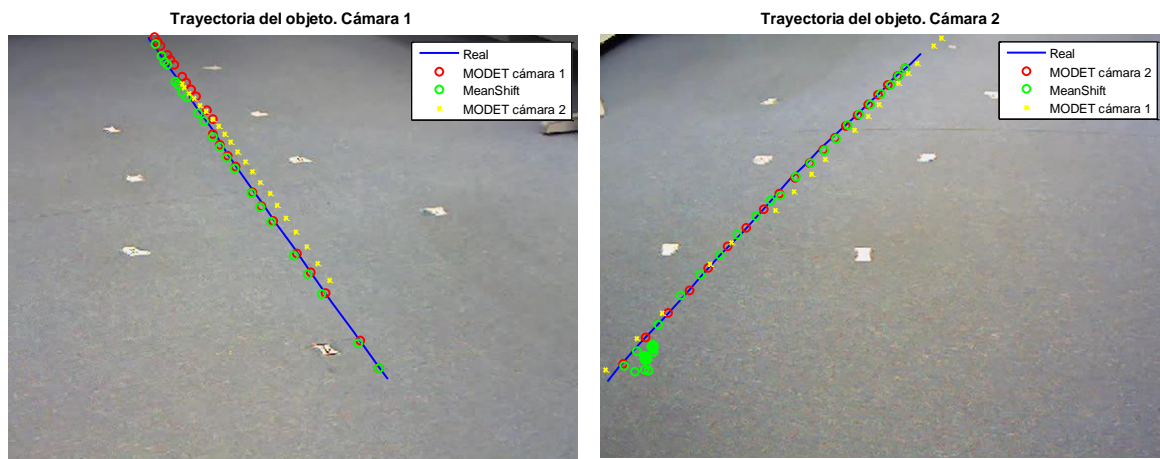 Trayectoria del objeto. Cámara 1
Real
MODET cámara 1
MeanShift
MODET cámara 2
Trayectoria del objeto. Cámara 2
Real
MODET cámara 2
MeanShift
MODET cámara 1